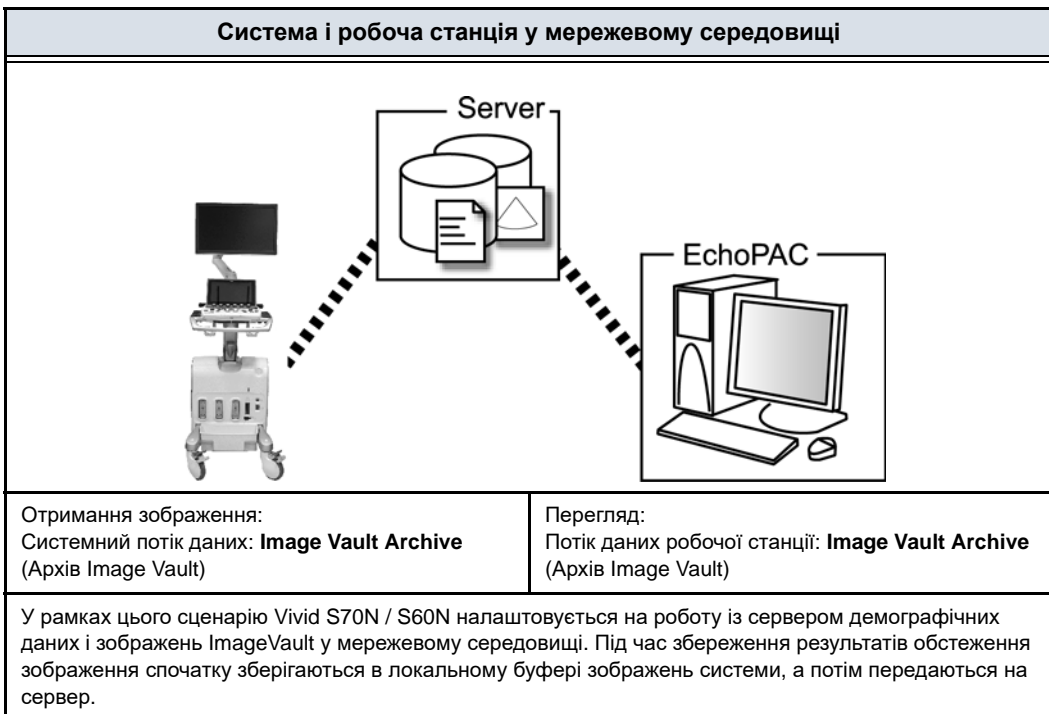 Система і робоча станція у мережевому середовищі
Server
EchoPAC
Отримання зображення:
Системний потік даних: Image Vault Archive
(Архів Image Vault)
Перегляд:
Потік даних робочої станції: Image Vault Archive
(Архів Image Vault)
У рамках цього сценарію Vivid S70N / S60N налаштовується на роботу із сервером демографічних
даних і зображень ImageVault у мережевому середовищі. Під час збереження результатів обстеження
зображення спочатку зберігаються в локальному буфері зображень системи, а потім передаються на
сервер.